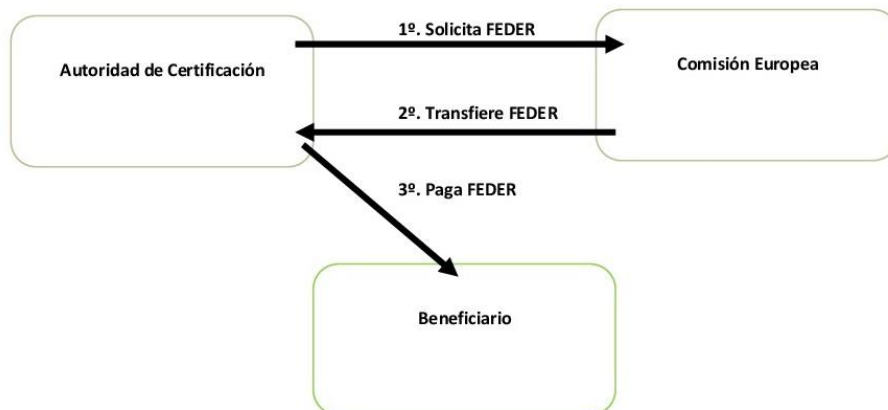 1º. Solicita FEDER
Autoridad de Certificación
Comisión Europea
2º. Transfiere FEDER
3º. Paga FEDER
Beneficiario